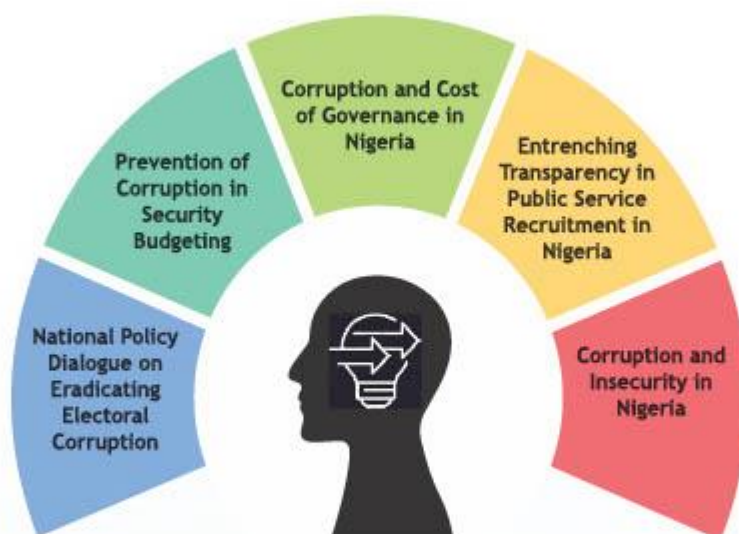 National Policy
Dialogue on
Eradicating
Electoral
Corruption
Prevention of
Corruption in
Security
Budgeting
Corruption and Cost
of Governance in
Nigeria
Entrenching
Transparency in
Public Service
Recruitment in
Nigeria
Corruption and
Insecurity in
Nigeria